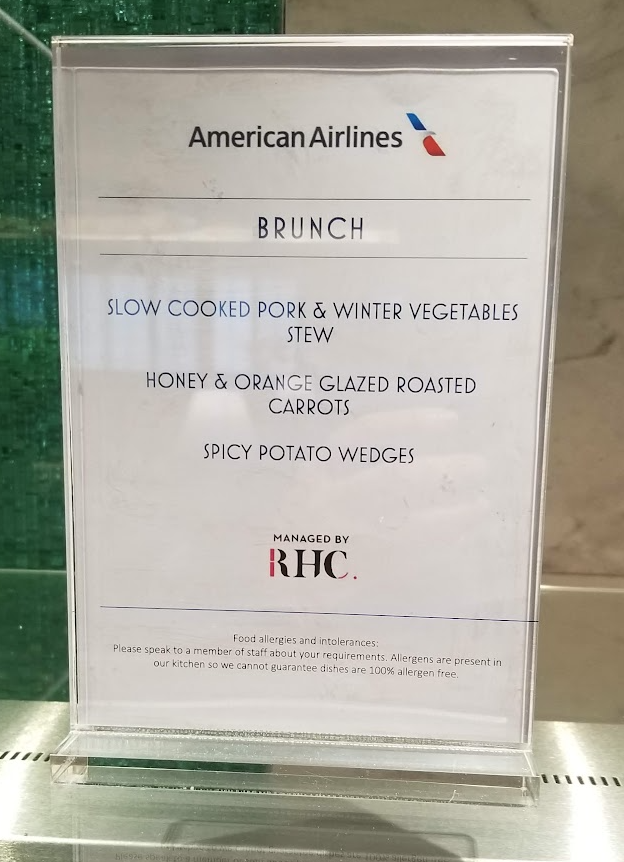 American Airlines
BRUNCH
SLOW COOKED PORK & WINTER VEGETABLES
STEW
HONEY & ORANGE GLAZED ROASTED
CARROTS
SPICY POTATO WEDGES
MANAGED BY
RHC.
Food allergies and intolerances:
Please speak to a member of staff about your requirements. Allergens are present in
our kitchen so we cannot guarantee dishes are 100% allergen free.